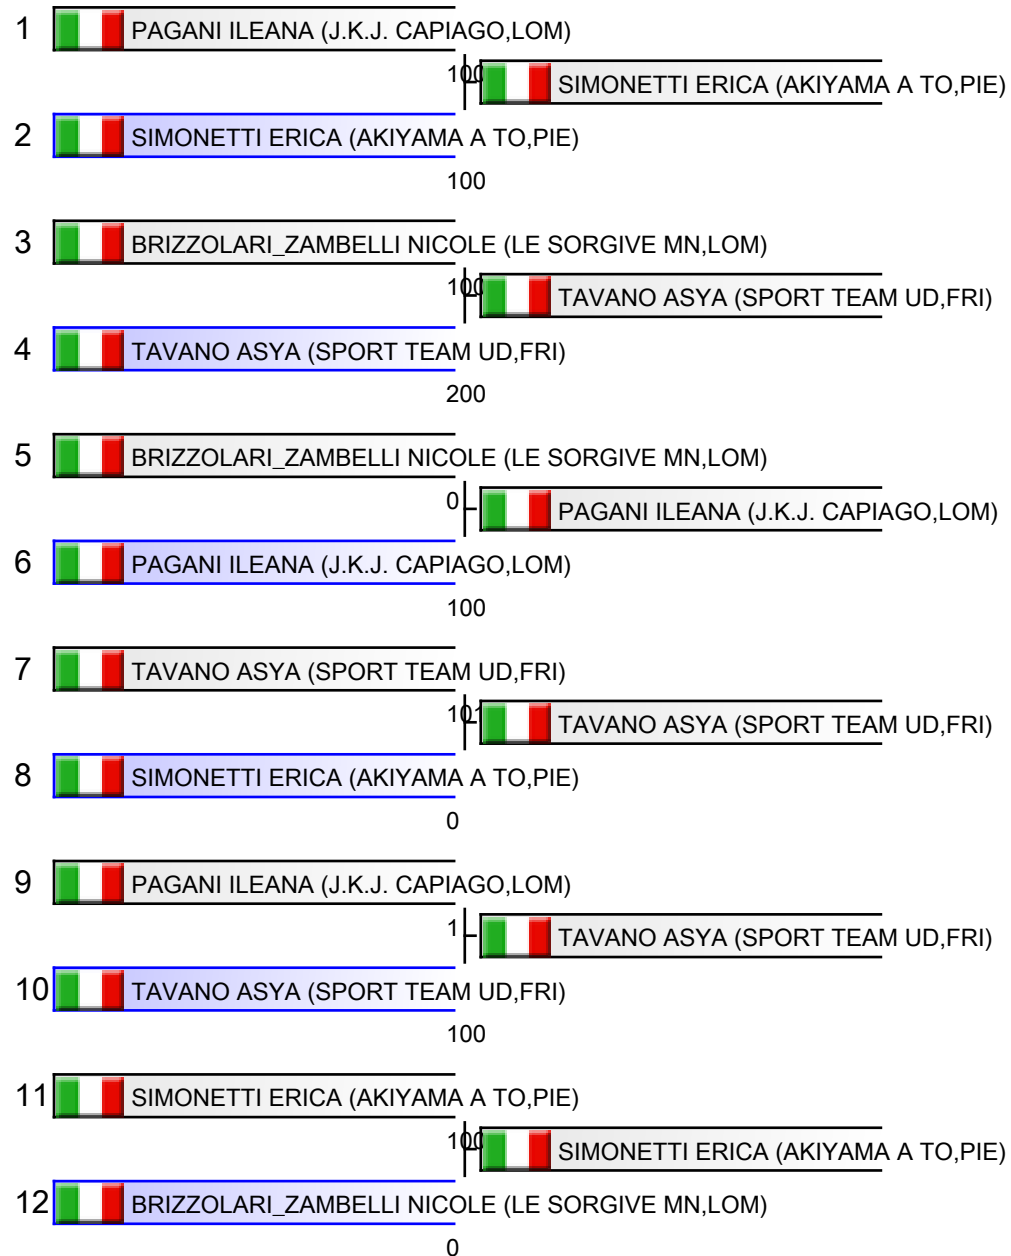 1 PAGANI ILEANA (J.K.J. CAPIAGO,LOM)
SIMONETTI ERICA (AKIYAMA A TO,PIE)
2 SIMONETTI ERICA (AKIYAMA A TO,PIE)
100
3 BRIZZOLARI_ZAMBELLI NICOLE (LE SORGIVE MN,LOM)
TAVANO ASYA (SPORT TEAM UD,FRI)
4 TAVANO ASYA (SPORT TEAM UD,FRI)
200
5 BRIZZOLARI_ZAMBELLI NICOLE (LE SORGIVE MN,LOM)
0 PAGANI ILEANA (J.K.J. CAPIAGO,LOM)
6 PAGANI ILEANA (J.K.J. CAPIAGO,LOM)
100
7 TAVANO ASYA (SPORT TEAM UD,FRI)
TAVANO ASYA (SPORT TEAM UD,FRI)
8 SIMONETTI ERICA (AKIYAMA A TO,PIE)
0
9 PAGANI ILEANA (J.K.J. CAPIAGO,LOM)
1 TAVANO ASYA (SPORT TEAM UD,FRI)
10 TAVANO ASYA (SPORT TEAM UD,FRI)
100
11 SIMONETTI ERICA (AKIYAMA A TO,PIE)
SIMONETTI ERICA (AKIYAMA A TO,PIE)
12 BRIZZOLARI_ZAMBELLI NICOLE (LE SORGIVE MN,LOM)
0